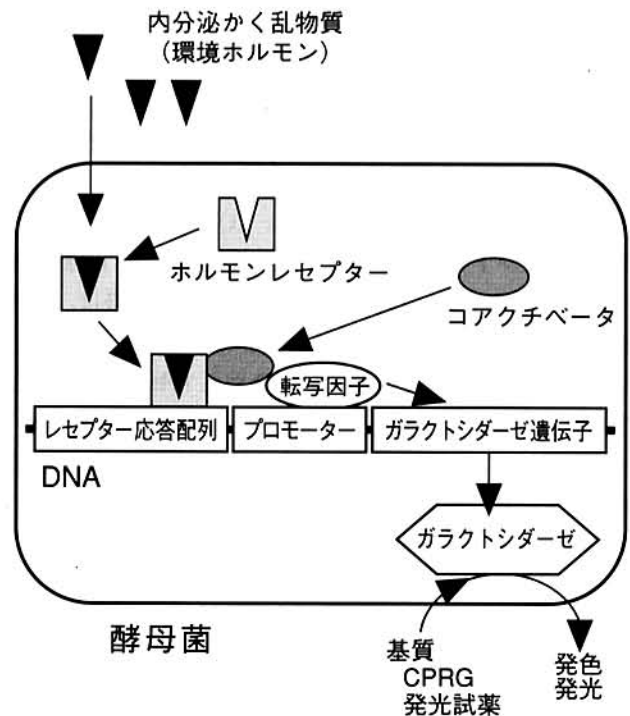 内分泌かく乱物質
（環境ホルモン）
ホルモンレセプター
コアクチベータ
転写因子
レセプター応答配列
プロモーター
ガラクトシダーゼ遺伝子
DNA
ガラクトシダーゼ
酵母菌
基質
CPRG
発光試薬
発色
発光